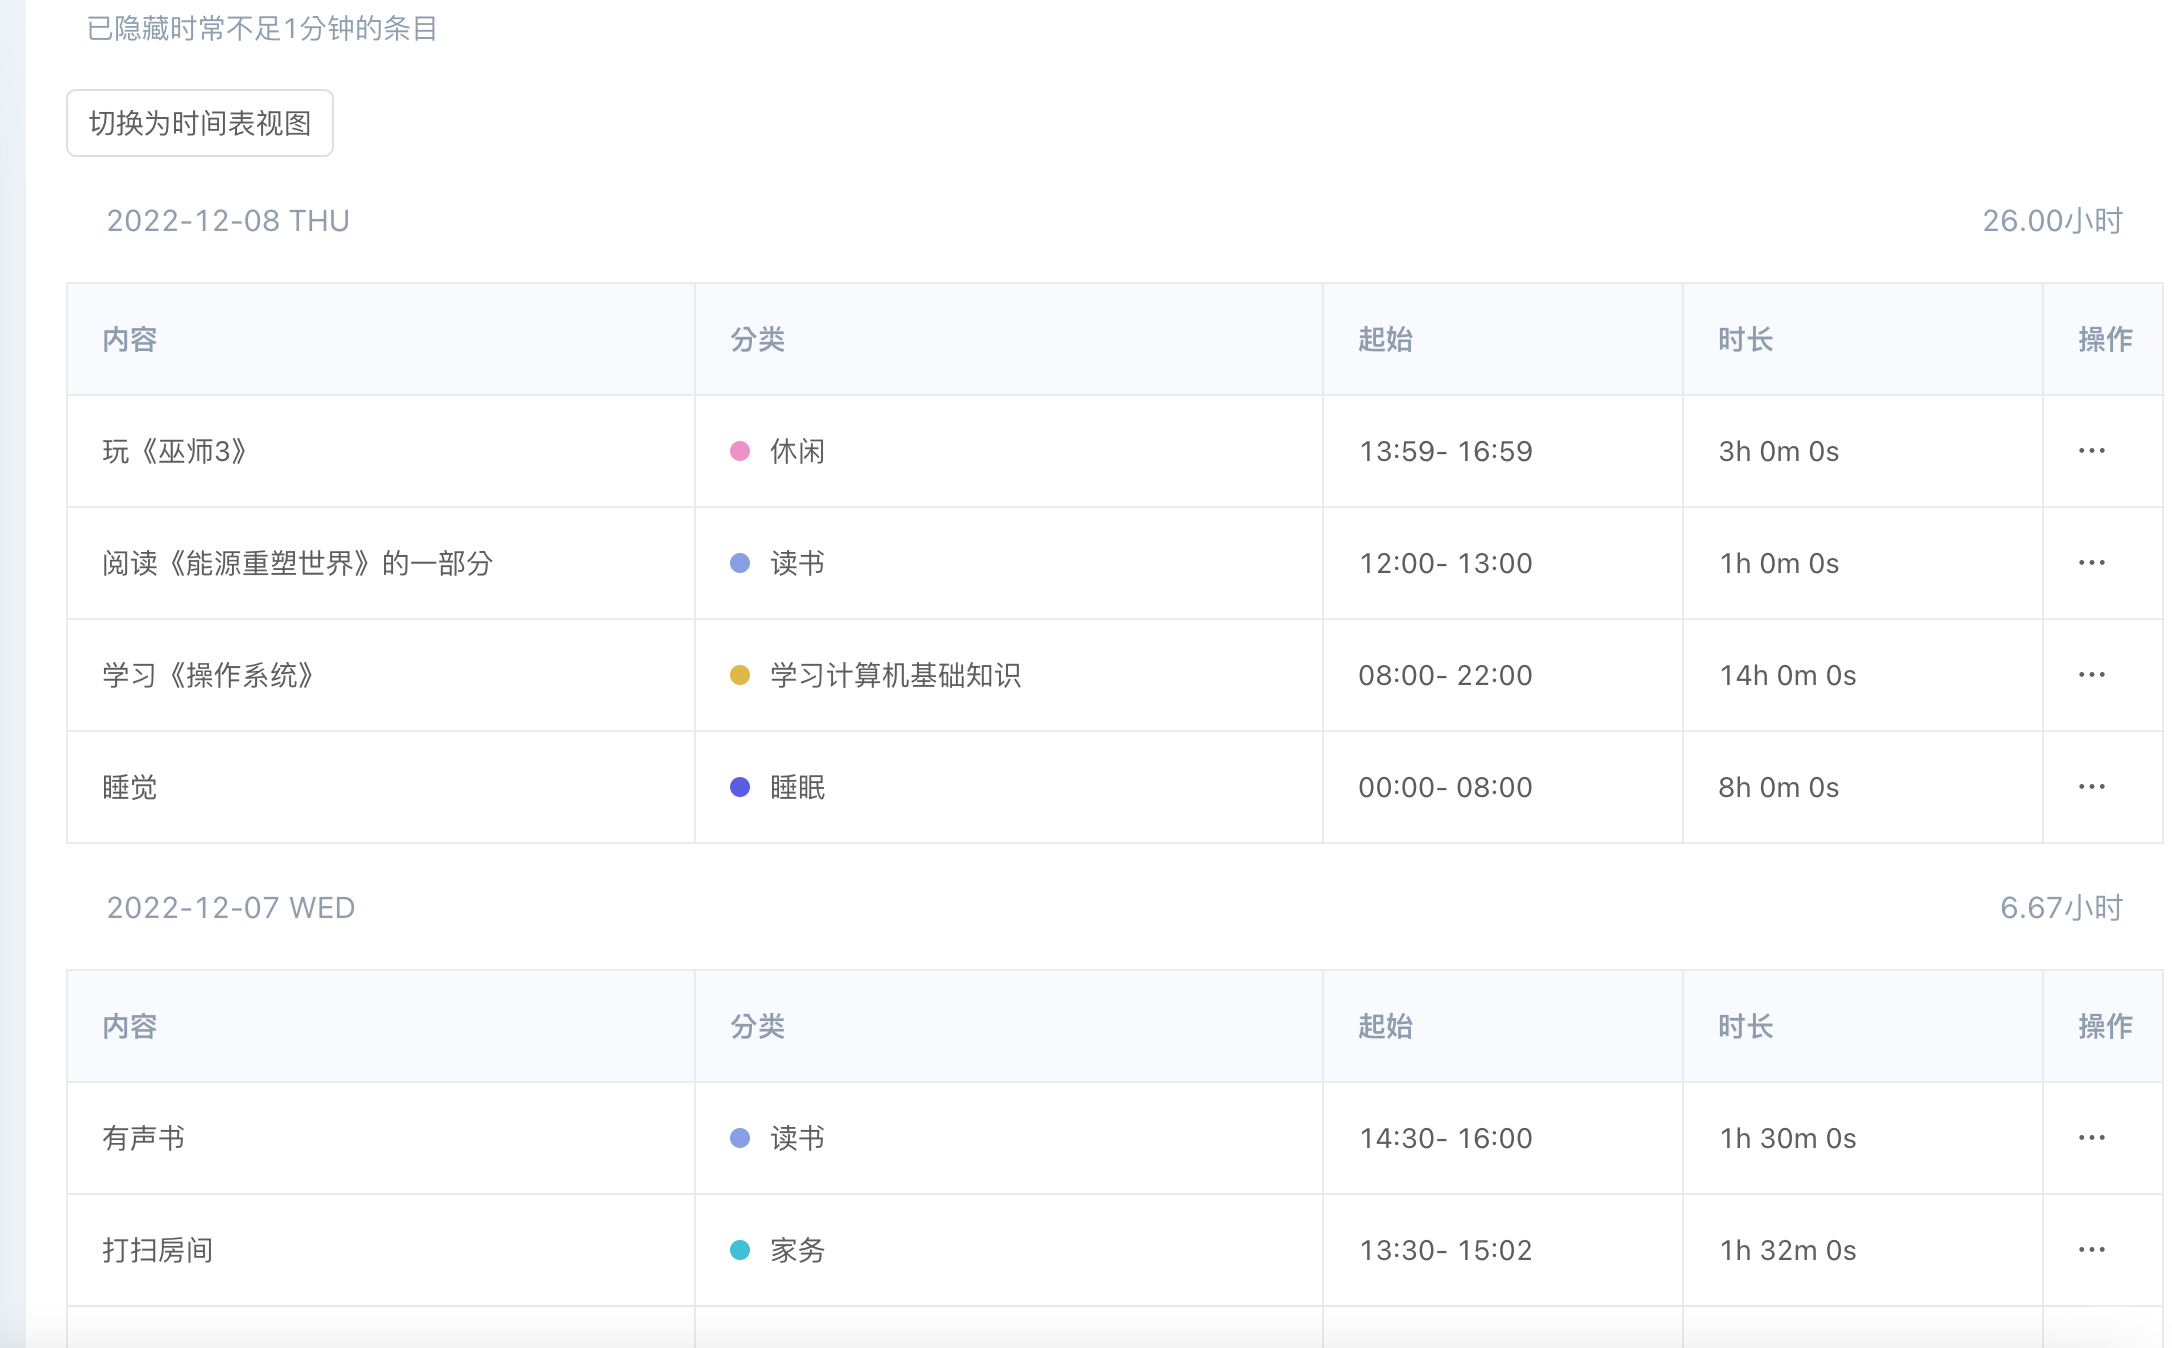 已隐藏时常不足1分钟的条目
切换为时间表视图
2022-12-08 THU 26.00小时
内容 分类 起始 时长 操作
玩《巫师3》 休闲 13:59- 16:59 3h 0m 0s ...
阅读《能源重塑世界》的一部分 读书 12:00- 13:00 1h 0m 0s ...
学习《操作系统》 学习计算机基础知识 08:00- 22:00 14h 0m 0s ...
睡觉 睡眠 00:00- 08:00 8h 0m 0s ...
2022-12-07 WED 6.67小时
内容 分类 起始 时长 操作
有声书 读书 14:30- 16:00 1h 30m 0s ...
打扫房间 家务 13:30- 15:02 1h 32m 0s ...